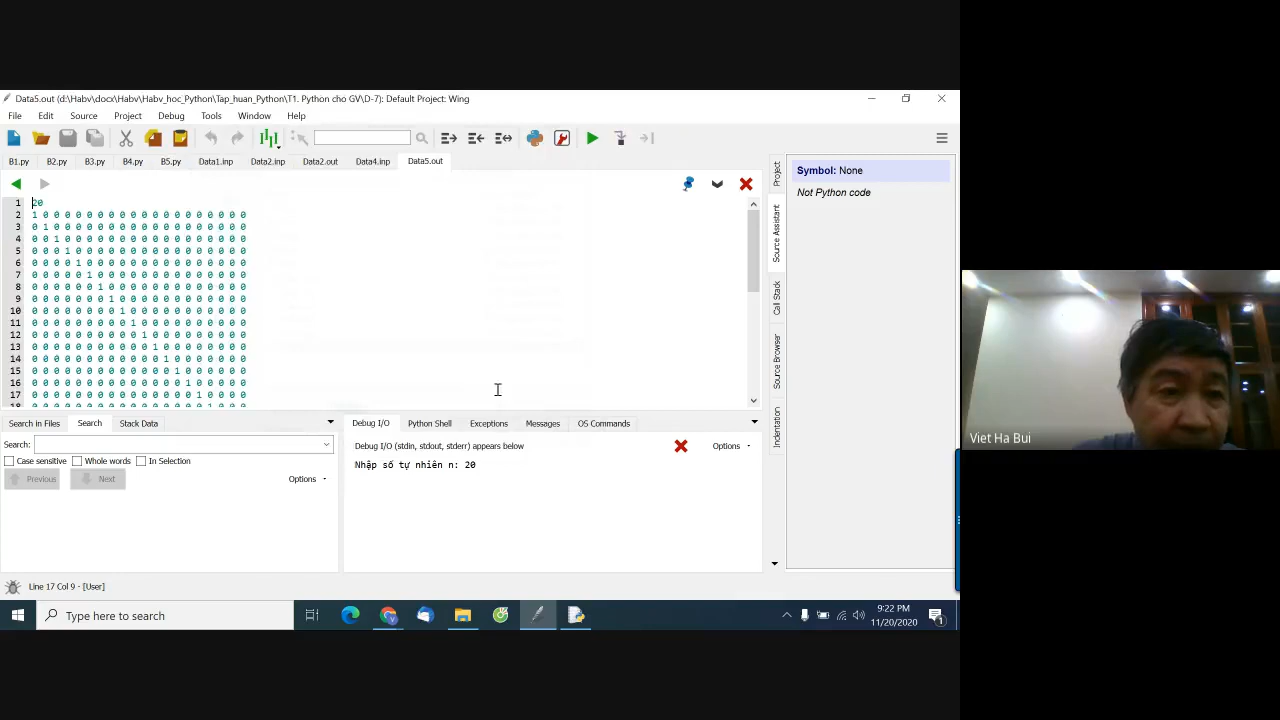 Data5.out (d:\Habv\docx\Habv\Habv_hoc_Python\Tap_huan_Python\T1. Python cho GV\D-7): Default Project: Wing
File Edit Source Project Debug Tools Window Help
B1.py B2.py B3.py B4.py B5.py Data1.inp Data2.inp Data2.out Data4.inp Data5.out
1 20
2 1 0 0 0 0 0 0 0 0 0 0 0 0 0 0 0 0 0 0 0
3 0 1 0 0 0 0 0 0 0 0 0 0 0 0 0 0 0 0 0 0
4 0 0 1 0 0 0 0 0 0 0 0 0 0 0 0 0 0 0 0 0
5 0 0 0 1 0 0 0 0 0 0 0 0 0 0 0 0 0 0 0 0
6 0 0 0 0 1 0 0 0 0 0 0 0 0 0 0 0 0 0 0 0
7 0 0 0 0 0 1 0 0 0 0 0 0 0 0 0 0 0 0 0 0
8 0 0 0 0 0 0 1 0 0 0 0 0 0 0 0 0 0 0 0 0
9 0 0 0 0 0 0 0 1 0 0 0 0 0 0 0 0 0 0 0 0
10 0 0 0 0 0 0 0 0 1 0 0 0 0 0 0 0 0 0 0 0
11 0 0 0 0 0 0 0 0 0 1 0 0 0 0 0 0 0 0 0 0
12 0 0 0 0 0 0 0 0 0 0 1 0 0 0 0 0 0 0 0 0
13 0 0 0 0 0 0 0 0 0 0 0 1 0 0 0 0 0 0 0 0
14 0 0 0 0 0 0 0 0 0 0 0 0 1 0 0 0 0 0 0 0
15 0 0 0 0 0 0 0 0 0 0 0 0 0 1 0 0 0 0 0 0
16 0 0 0 0 0 0 0 0 0 0 0 0 0 0 1 0 0 0 0 0
17 0 0 0 0 0 0 0 0 0 0 0 0 0 0 0 1 0 0 0 0
18 0 0 0 0 0 0 0 0 0 0 0 0 0 0 0 0 1 0 0 0
Project
Source Assistant
Call Stack
Source Browser
Indentation
Symbol: None
Not Python code
Search in Files Search Stack Data
Search:
Case sensitive Whole words In Selection
Previous Next Options
Debug I/O Python Shell Exceptions Messages OS Commands
Debug I/O (stdin, stdout, stderr) appears below Options
Nhập số tự nhiên n: 20
Line 17 Col 9 - [User]
Type here to search
9:22 PM
11/20/2020
1
Viet Ha Bui